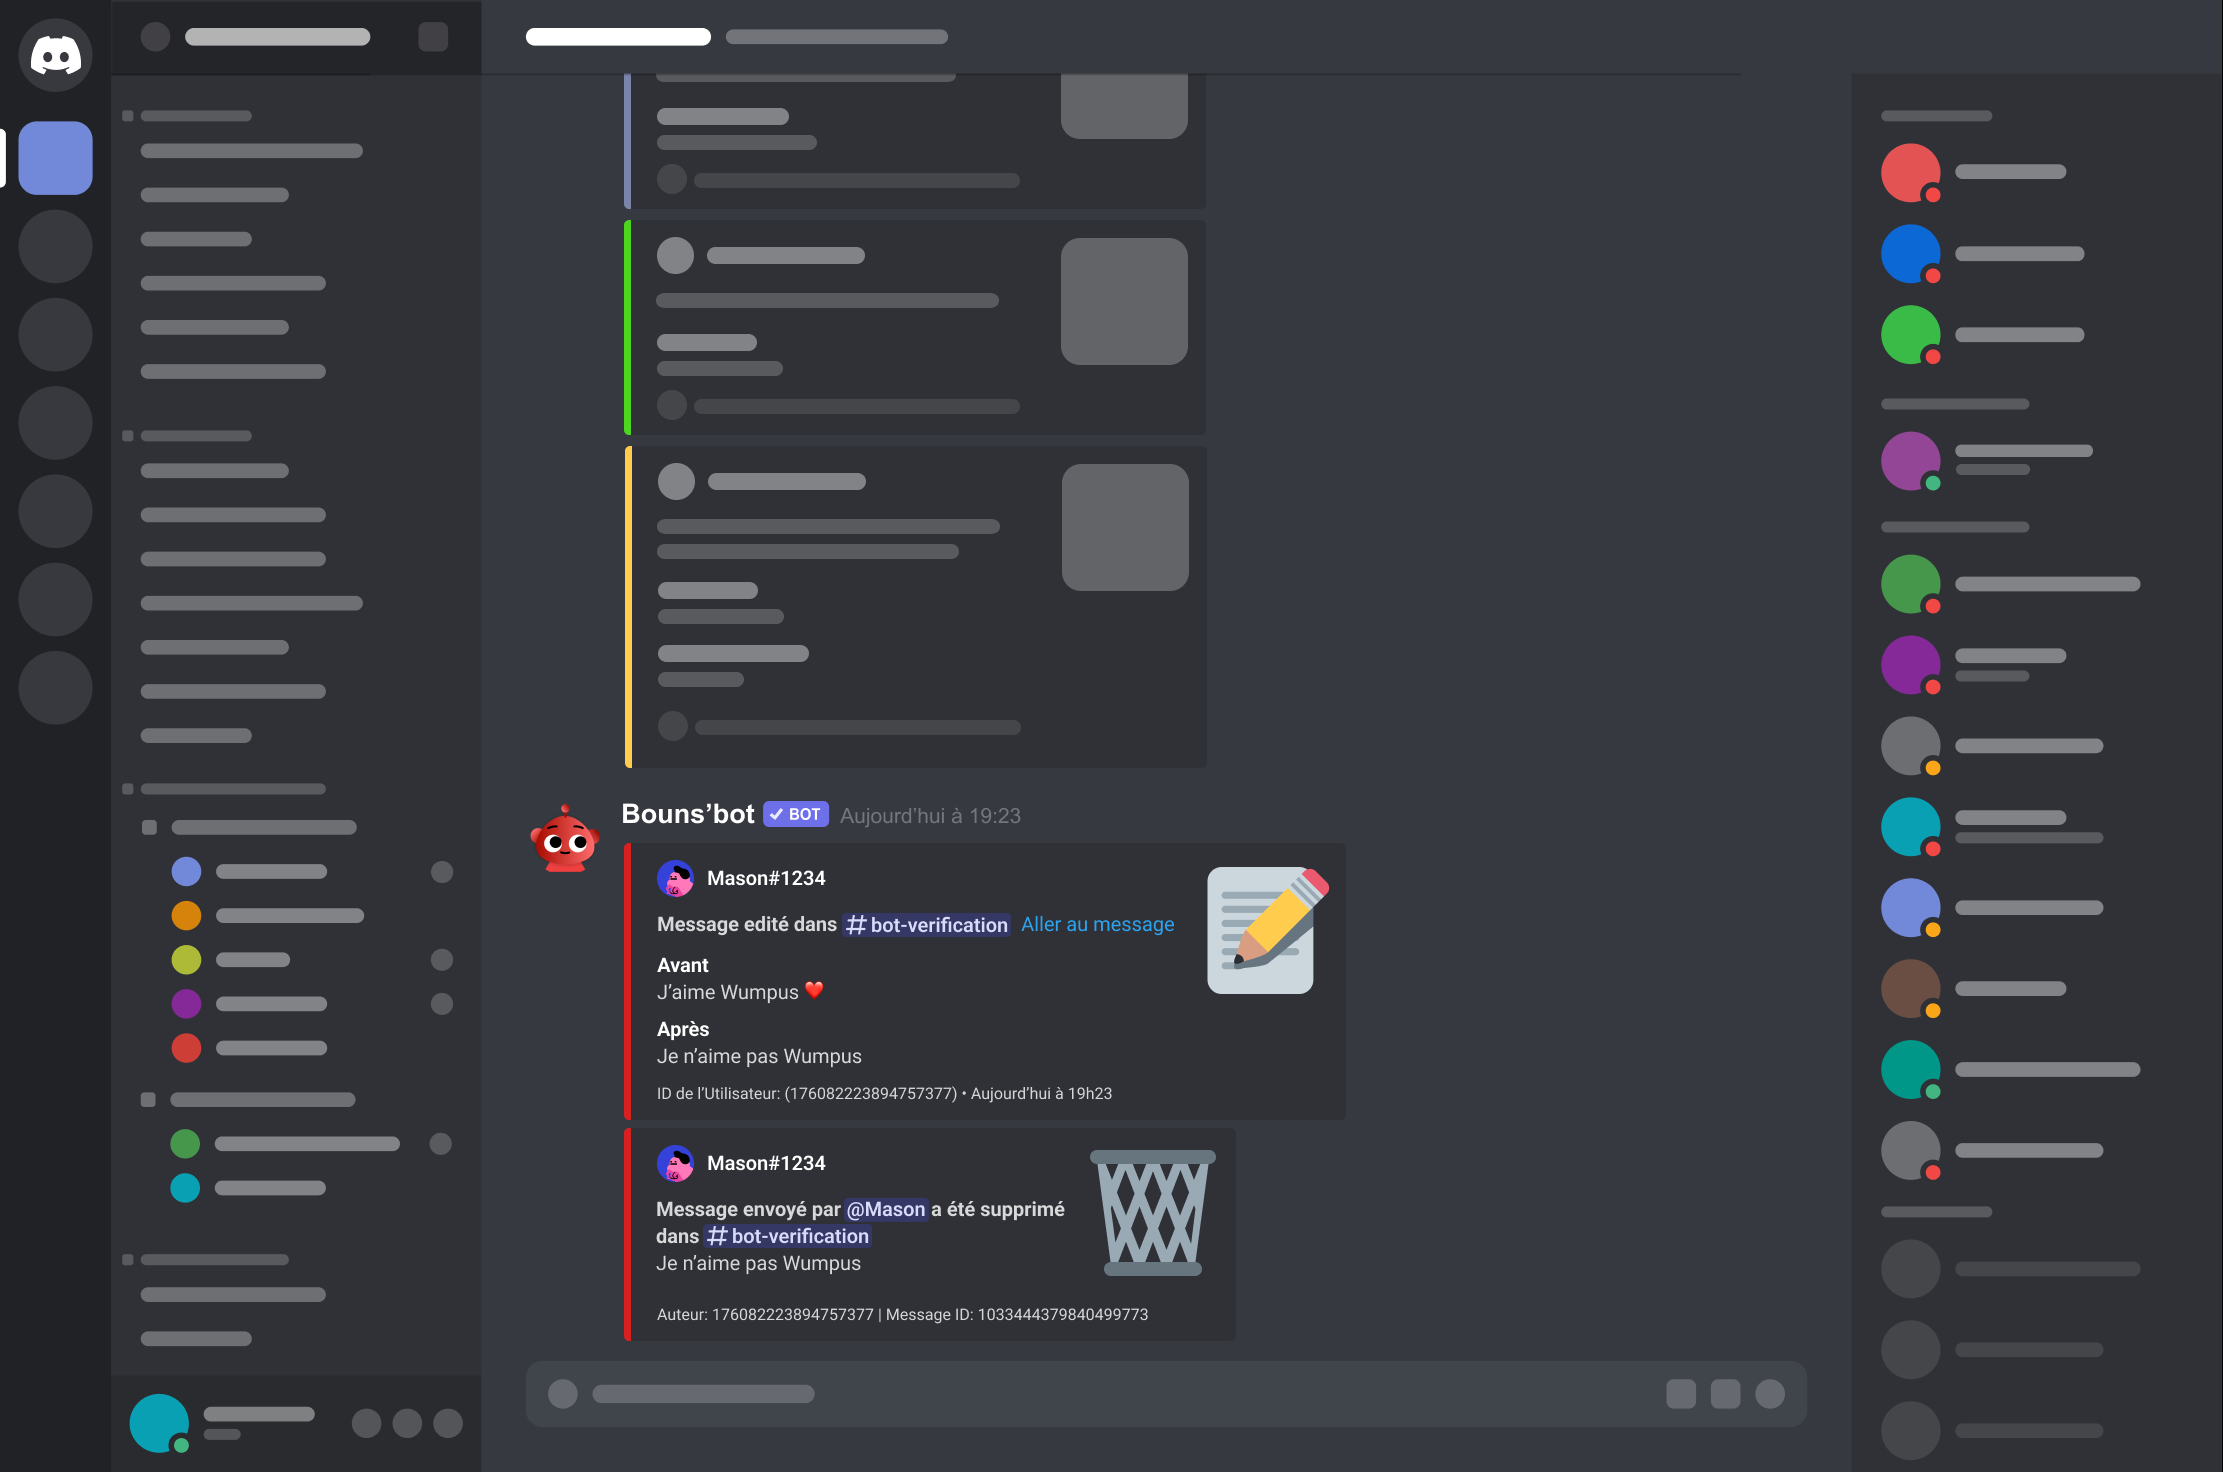 Bouns’bot BOT Aujourd’hui à 19:23
Mason#1234
Message edité dans #bot-verification Aller au message
Avant
J’aime Wumpus ❤️
Après
Je n’aime pas Wumpus
ID de l’Utilisateur: (176082223894757377) • Aujourd’hui à 19h23
Mason#1234
Message envoyé par @Mason a été supprimé
dans #bot-verification
Je n’aime pas Wumpus
Auteur: 176082223894757377 | Message ID: 1033444379840499773